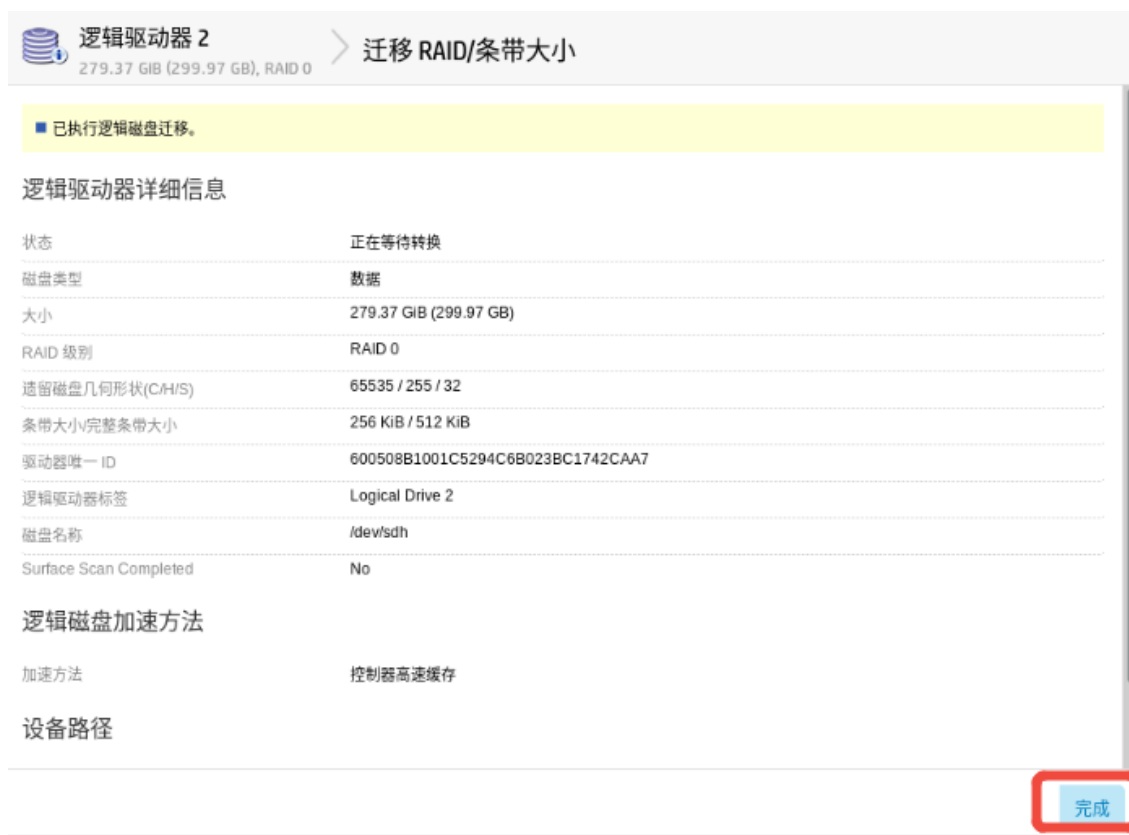 逻辑驱动器 2
279.37 GiB (299.97 GB), RAID 0
迁移 RAID/条带大小
已执行逻辑磁盘迁移。
逻辑驱动器详细信息
状态 正在等待转换
磁盘类型 数据
大小 279.37 GiB (299.97 GB)
RAID 级别 RAID 0
遗留磁盘几何形状(C/H/S) 65535 / 255 / 32
条带大小/完整条带大小 256 KiB / 512 KiB
驱动器唯一 ID 600508B1001C5294C6B023BC1742CAA7
逻辑驱动器标签 Logical Drive 2
磁盘名称 /dev/sdh
Surface Scan Completed No
逻辑磁盘加速方法
加速方法 控制器高速缓存
设备路径
完成